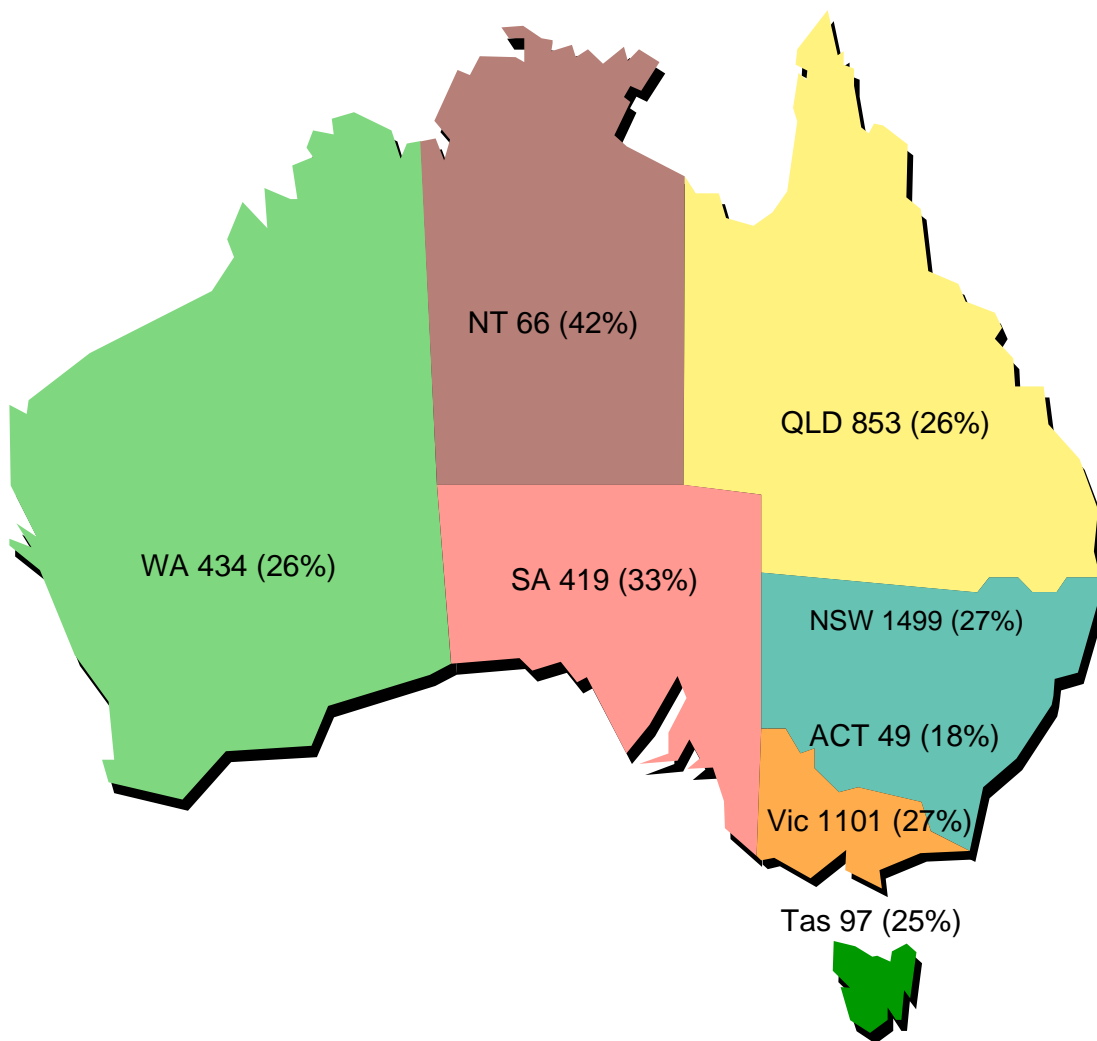 NT 66 (42%)
QLD 853 (26%)
WA 434 (26%)
SA 419 (33%)
NSW 1499 (27%)
ACT 49 (18%)
Vic 1101 (27%)
Tas 97 (25%)